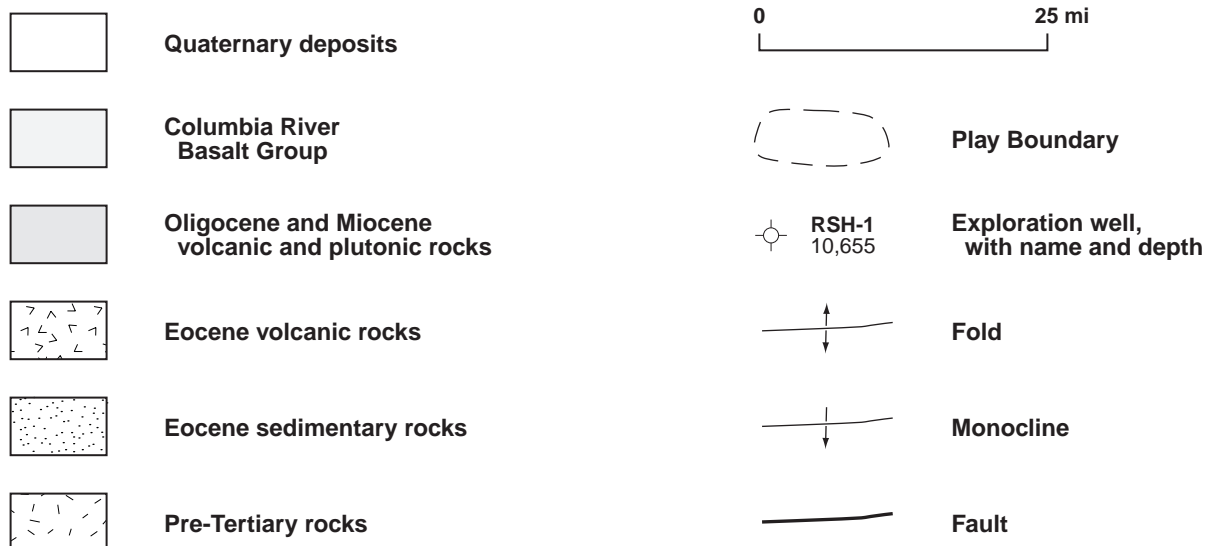 Quaternary deposits
Columbia River
Basalt Group
Oligocene and Miocene
volcanic and plutonic rocks
Eocene volcanic rocks
Eocene sedimentary rocks
Pre-Tertiary rocks
0 25 mi
Play Boundary
RSH-1
10,655
Exploration well,
with name and depth
Fold
Monocline
Fault